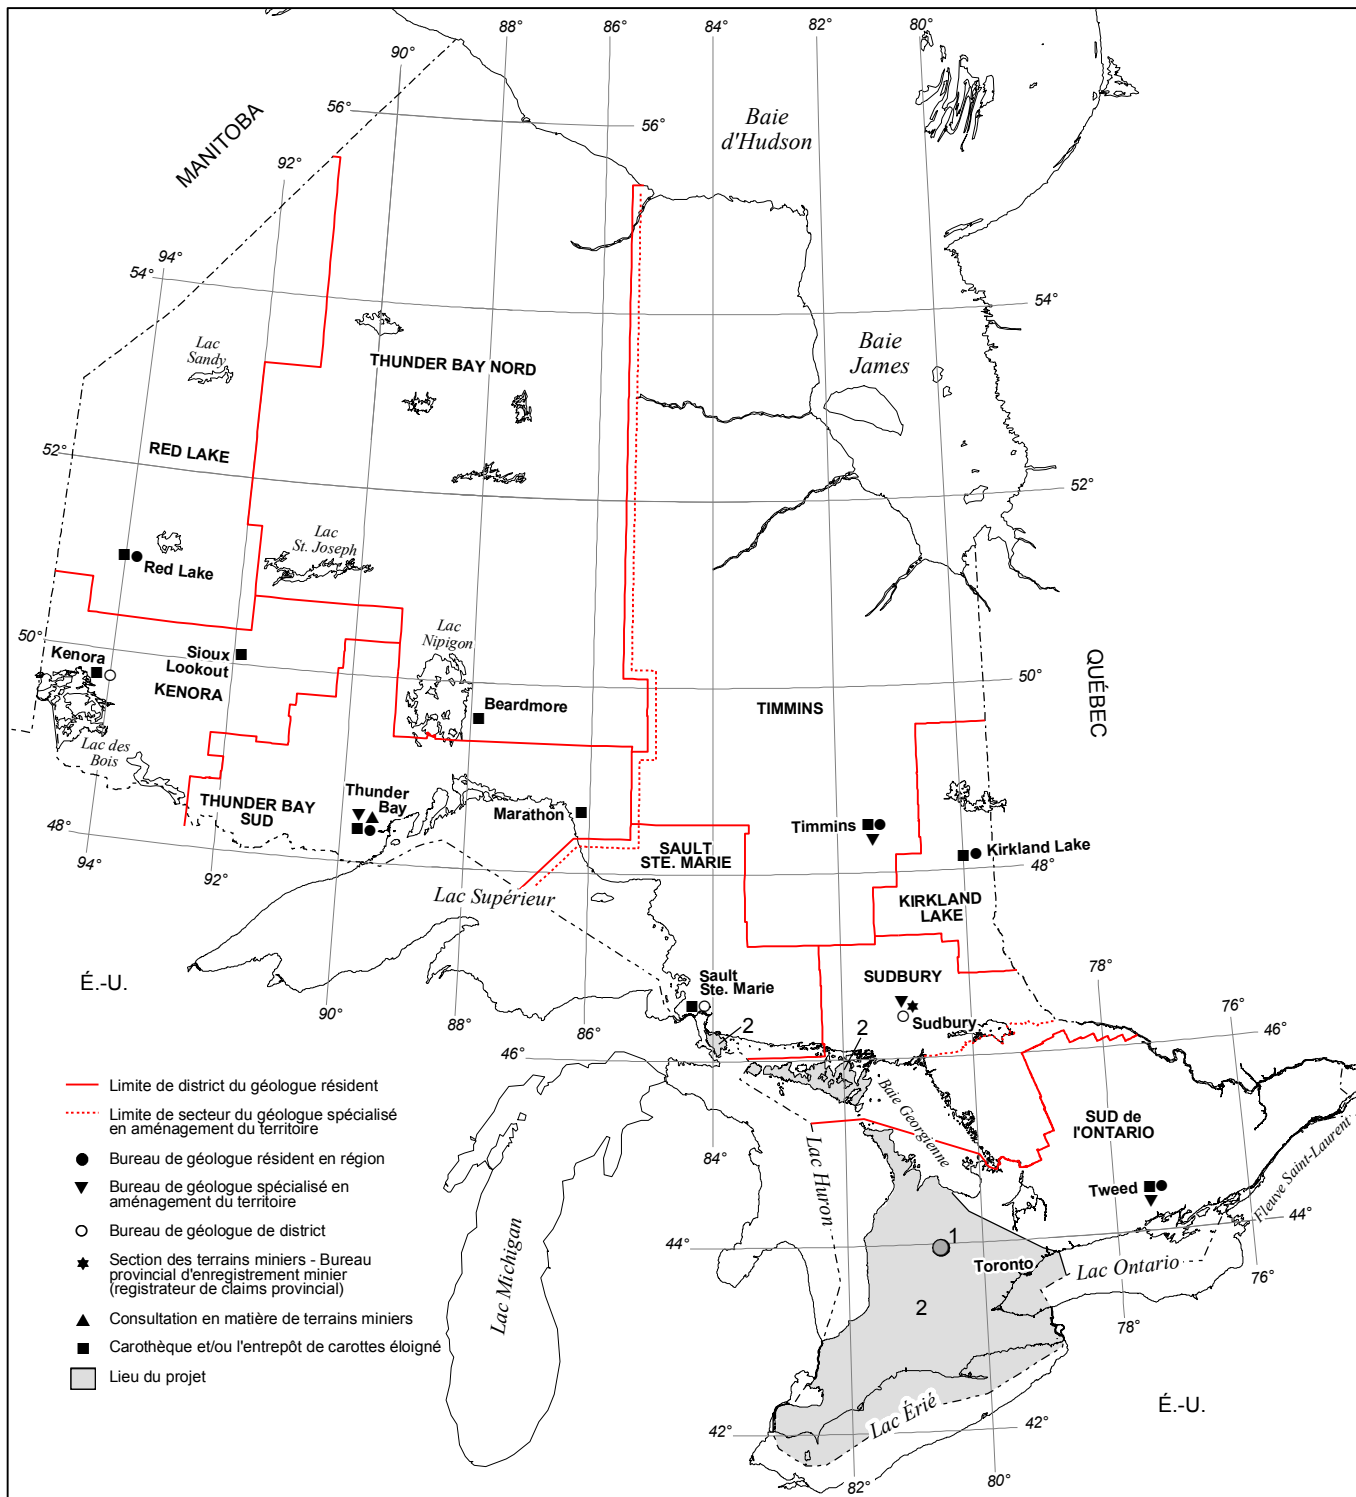 88°
86°
84°
82°
80°
90°
56°
56°
Baie
d'Hudson
MANITOBA
92°
94°
54°
54°
Lac
Sandy
THUNDER BAY NORD
Baie
James
52°
RED LAKE
52°
Lac
St. Joseph
Red Lake
50°
Kenora
Sioux
Lookout
KENORA
Lac
Nipigon
Beardmore
50°
TIMMINS
QUÉBEC
Lac des
Bois
THUNDER BAY
SUD
Thunder
Bay
Marathon
Timmins
Kirkland Lake
48°
94°
92°
SAULT
STE. MARIE
48°
Lac Supérieur
KIRKLAND
LAKE
É.-U.
90°
88°
86°
Sault
Ste. Marie
2
SUDBURY
Sudbury
2
78°
76°
46°
46°
Limite de district du géologue résident
Limite de secteur du géologue spécialisé
en aménagement du territoire
Bureau de géologue résident en région
Bureau de géologue spécialisé en
aménagement du territoire
Bureau de géologue de district
Section des terrains miniers - Bureau
provincial d'enregistrement minier
(registrateur de claims provincial)
Consultation en matière de terrains miniers
Carothèque et/ou l'entrepôt de carottes éloigné
Lieu du projet
Baie Georgienne
SUD de
l'ONTARIO
84°
Lac Huron
Tweed
Fleuve Saint-Laurent
44°
44°
1
Toronto
Lac Ontario
76°
Lac Michigan
2
78°
Lac Érié
42°
42°
É.-U.
82°
80°